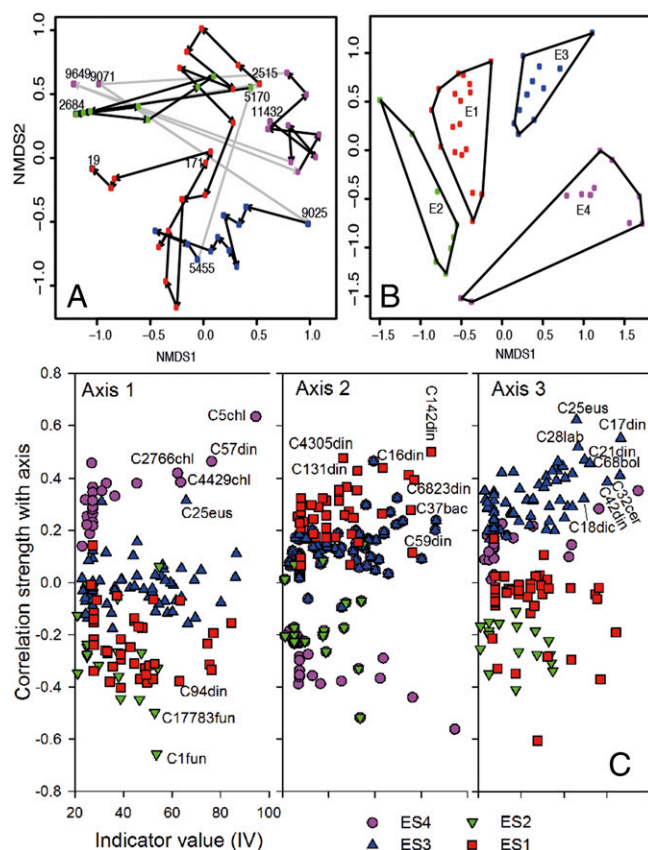 1.0
0.5
0.0
−0.5
−1.0
NMDS2
9649
9071
2515
5170
2684
11432
19
171
9025
5455
A
−1.0
−0.5
0.0
0.5
1.0
NMDS1
1.0
0.5
0.0
−0.5
−1.0
−1.5
E1
E2
E3
E4
B
−1.5
−1.0
−0.5
0.0
0.5
1.0
1.5
NMDS1
Correlation strength with axis
0.8
0.6
0.4
0.2
0.0
-0.2
-0.4
-0.6
-0.8
Axis 1
C5chl
C57din
C2766chl
C4429chl
C25eus
C94din
C17783fun
C1fun
20
40
60
80
100
Indicator value (IV)
Axis 2
C142din
C4305din
C16din
C131din
C6823din
C37bac
C59din
Axis 3
C25eus
C17din
C28lab
C21din
C68bol
C32cer
C42din
C18dic
C
ES4
ES2
ES3
ES1